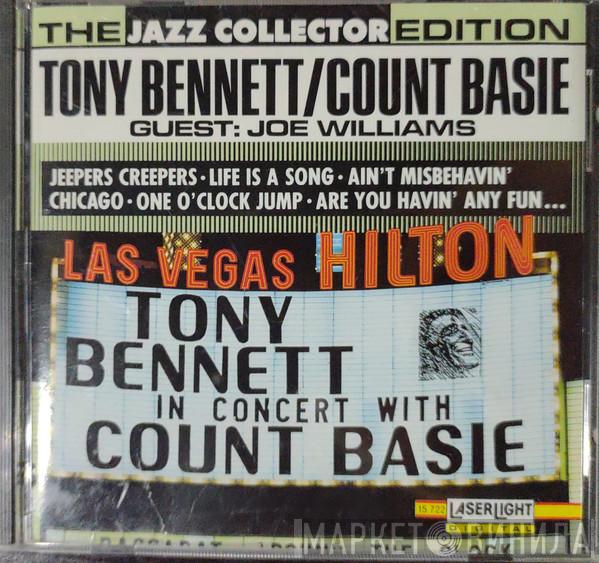 THE JAZZ COLLECTOR EDITION
TONY BENNETT/COUNT BASIE
GUEST: JOE WILLIAMS
JEEPERS CREEPERS · LIFE IS A SONG · AIN'T MISBEHAVIN'
CHICAGO · ONE O'CLOCK JUMP · ARE YOU HAVIN' ANY FUN...
LAS VEGAS HILTON
TONY
BENNETT
IN CONCERT WITH
COUNT BASIE
15 722 LASERLIGHT
DIGITAL
МАРКЕТ ВИНИЛА